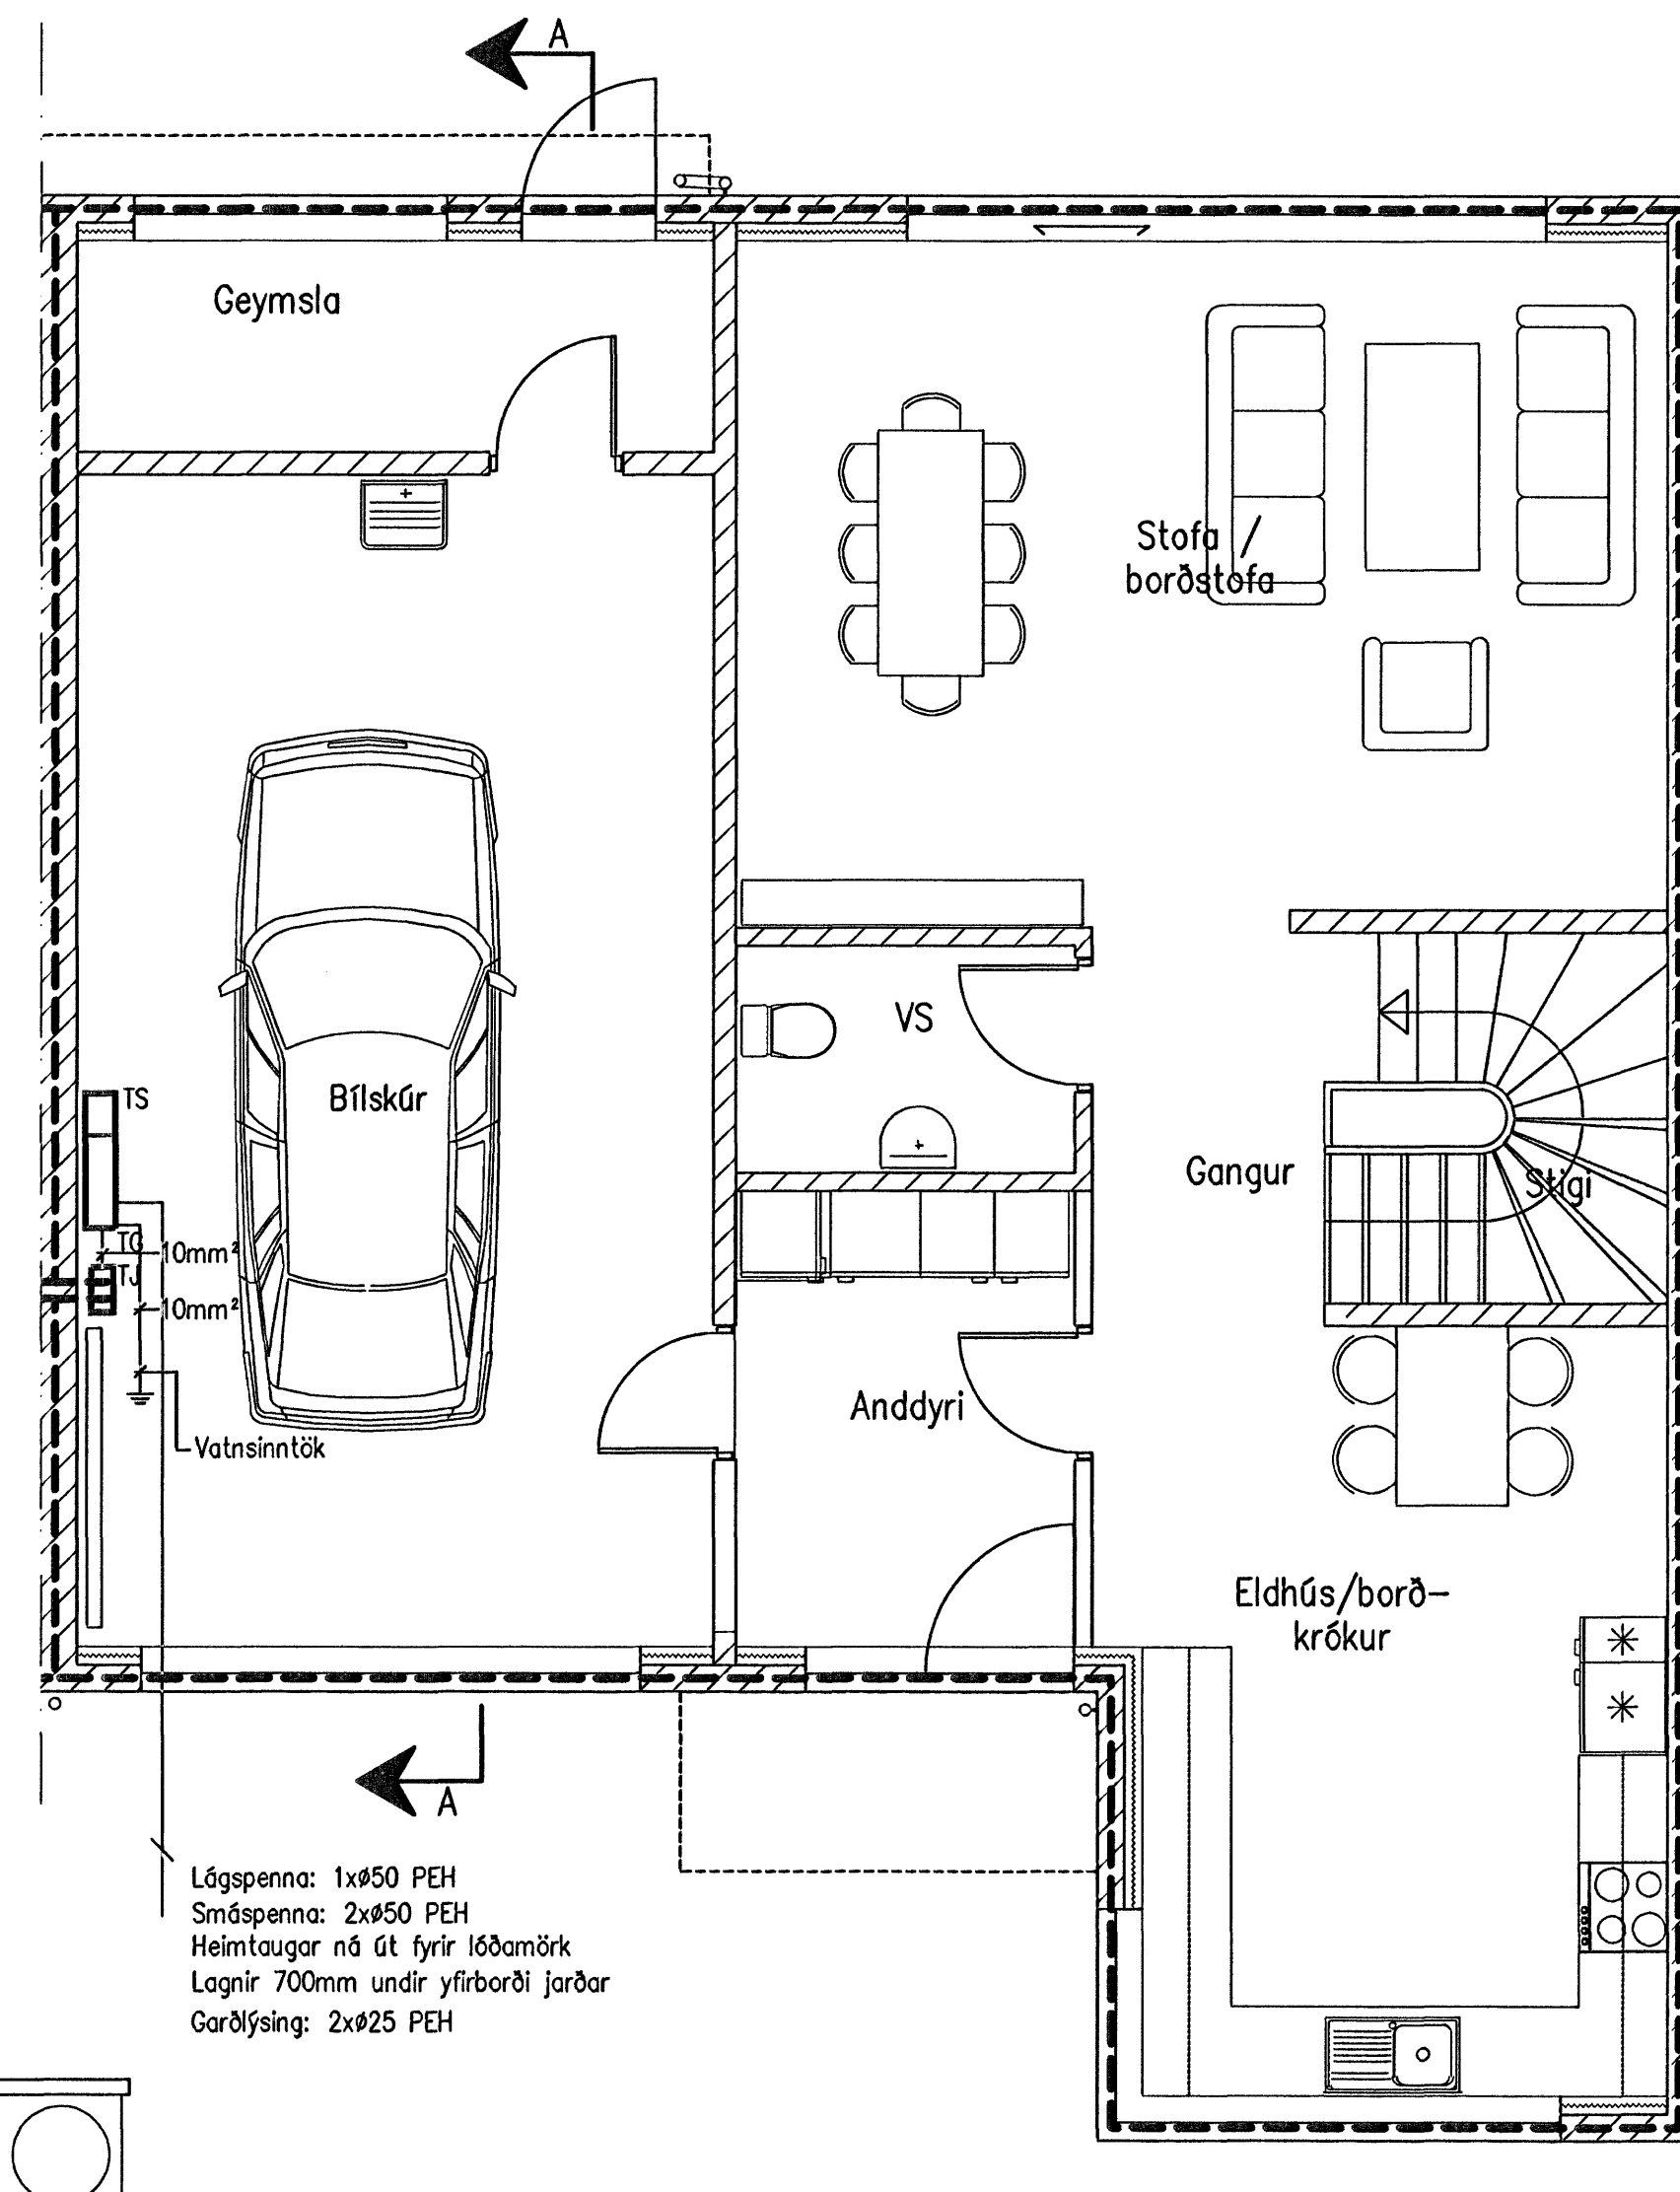 A
Geymsla
Stofa /
borðstofa
VS
TS
Bílskúr
Gangur
Stigi
TG
10mm²
TJ
10mm²
Anddyri
Vatnsinntök
Eldhús/borð–
krókur
A
Lágspenna: 1xø50 PEH
Smáspenna: 2xø50 PEH
Heimtaugar ná út fyrir lóðamörk
Lagnir 700mm undir yfirborði jarðar
Garðlýsing: 2xø25 PEH